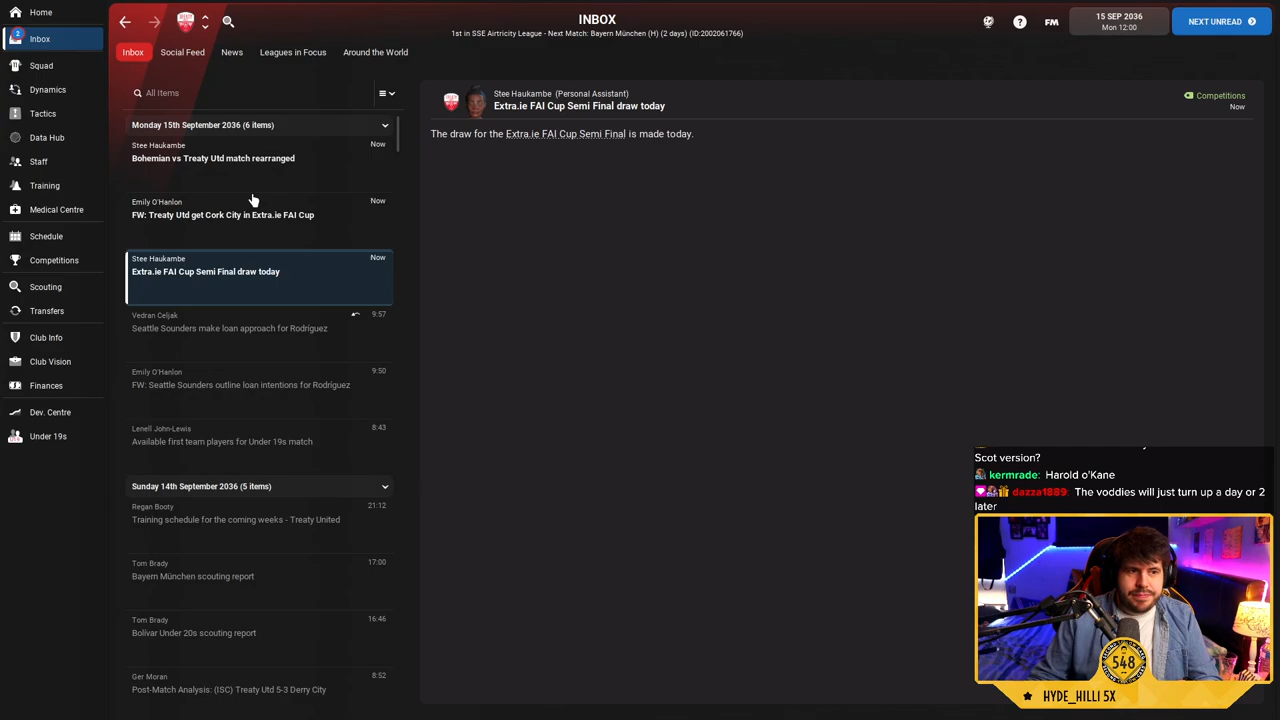 Home
2
Inbox
Squad
Dynamics
Tactics
Data Hub
Staff
Training
Medical Centre
Schedule
Competitions
Scouting
Transfers
Club Info
Club Vision
Finances
Dev. Centre
Under 19s
INBOX
1st in SSE Airtricity League - Next Match: Bayern München (H) (2 days) (ID:2002061766)
?
FM
15 SEP 2036
Mon 12:00
NEXT UNREAD
Inbox
Social Feed
News
Leagues in Focus
Around the World
All Items
Monday 15th September 2036 (6 items)
Stee Haukambe
Now
Bohemian vs Treaty Utd match rearranged
Emily O'Hanlon
Now
FW: Treaty Utd get Cork City in Extra.ie FAI Cup
Stee Haukambe
Now
Extra.ie FAI Cup Semi Final draw today
Vedran Celjak
9:57
Seattle Sounders make loan approach for Rodríguez
Emily O'Hanlon
9:50
FW: Seattle Sounders outline loan intentions for Rodríguez
Lenell John-Lewis
8:43
Available first team players for Under 19s match
Sunday 14th September 2036 (5 items)
Regan Booty
21:12
Training schedule for the coming weeks - Treaty United
Tom Brady
17:00
Bayern München scouting report
Tom Brady
16:46
Bolívar Under 20s scouting report
Ger Moran
8:52
Post-Match Analysis: (ISC) Treaty Utd 5-3 Derry City
Stee Haukambe (Personal Assistant)
Extra.ie FAI Cup Semi Final draw today
Competitions
Now
The draw for the Extra.ie FAI Cup Semi Final is made today.
Scot version?
kermrade: Harold o'Kane
dazza1889: The voddies will just turn up a day or 2
later
548
HYDE_HILLI 5X